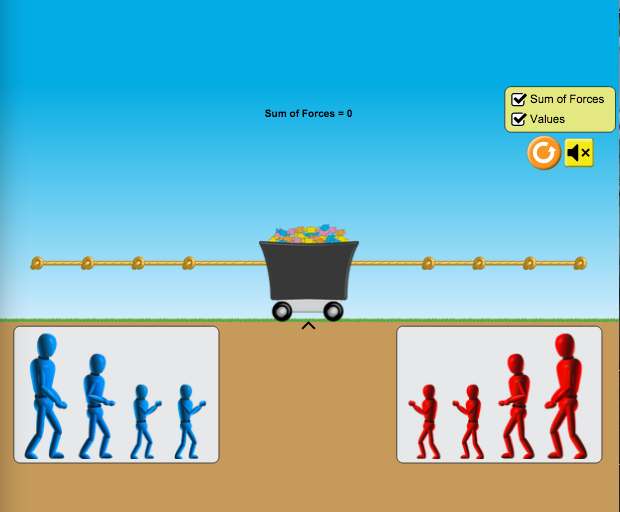 Sum of Forces
Values
Sum of Forces = 0